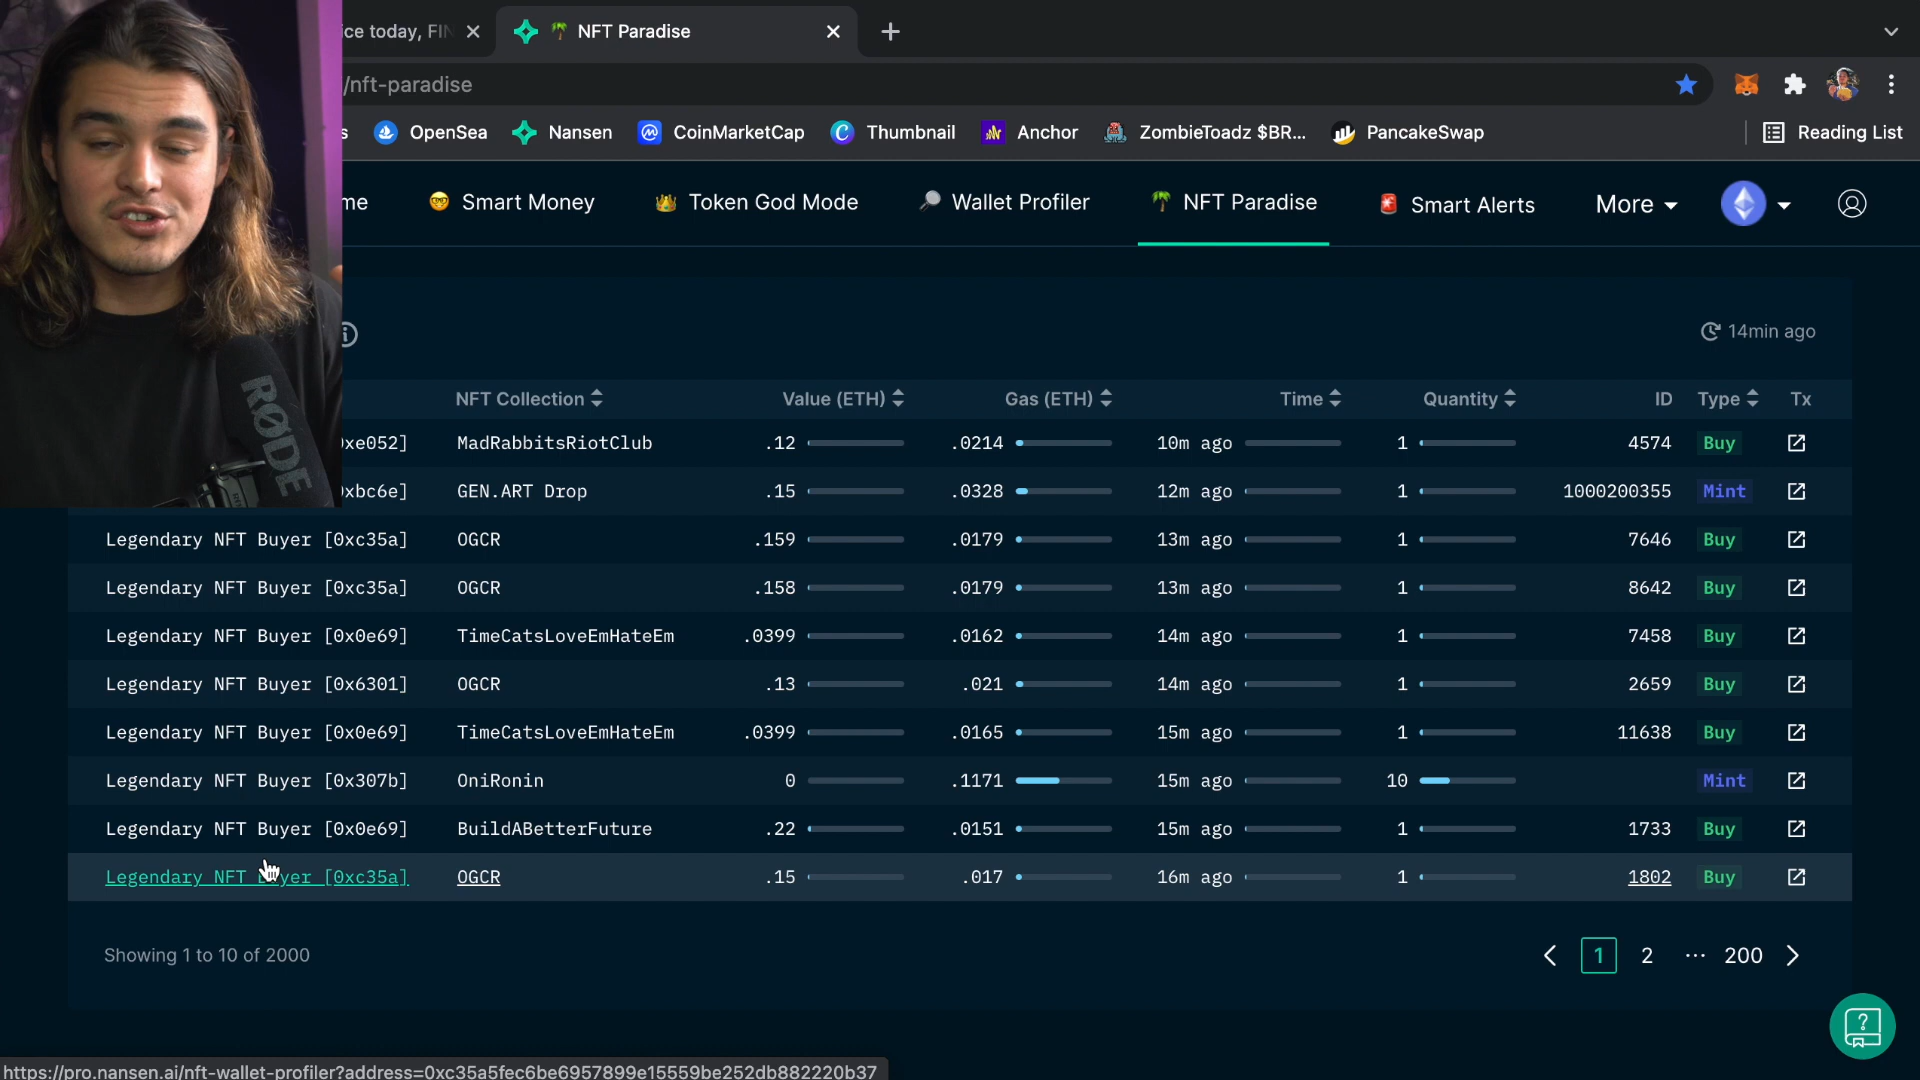 ice today, FIN
NFT Paradise
/nft-paradise
s OpenSea Nansen CoinMarketCap Thumbnail Anchor ZombieToadz $BR... PancakeSwap Reading List
me Smart Money Token God Mode Wallet Profiler NFT Paradise Smart Alerts More
14min ago
NFT Collection Value (ETH) Gas (ETH) Time Quantity ID Type Tx
0xe052] MadRabbitsRiotClub .12 .0214 10m ago 1 4574 Buy
0xbc6e] GEN.ART Drop .15 .0328 12m ago 1 1000200355 Mint
Legendary NFT Buyer [0xc35a] OGCR .159 .0179 13m ago 1 7646 Buy
Legendary NFT Buyer [0xc35a] OGCR .158 .0179 13m ago 1 8642 Buy
Legendary NFT Buyer [0x0e69] TimeCatsLoveEmHateEm .0399 .0162 14m ago 1 7458 Buy
Legendary NFT Buyer [0x6301] OGCR .13 .021 14m ago 1 2659 Buy
Legendary NFT Buyer [0x0e69] TimeCatsLoveEmHateEm .0399 .0165 15m ago 1 11638 Buy
Legendary NFT Buyer [0x307b] OniRonin 0 .1171 15m ago 10 Mint
Legendary NFT Buyer [0x0e69] BuildABetterFuture .22 .0151 15m ago 1 1733 Buy
Legendary NFT Buyer [0xc35a] OGCR .15 .017 16m ago 1 1802 Buy
Showing 1 to 10 of 2000
1 2 ... 200
https://pro.nansen.ai/nft-wallet-profiler?address=0xc35a5fec6be6957899e15559be252db882220b37
RØDE